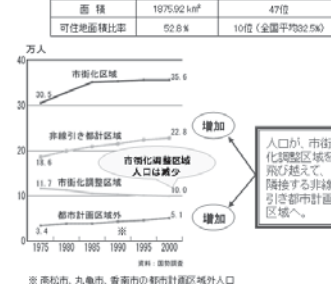 面 積 1875.92k㎡ 47位
可住地面積比率 52.8% 10位(全国平均32.5%)
万人
40
市街化区域
35.6
30.5
30
非線引き都計区域
22.8
増加
20
18.6
市街化調整区域
人口は減少
11.7
市街化調整区域
10.0
10
都市計画区域外
5.1
増加
3.4
※
0
1975 1980 1985 1990 1995 2000
資料:国勢調査
人口が、市街
化調整区域を
飛び越えて、
隣接する非線
引き都市計画
区域へ。
※ 高松市、丸亀市、香南市の都市計画区域外人口